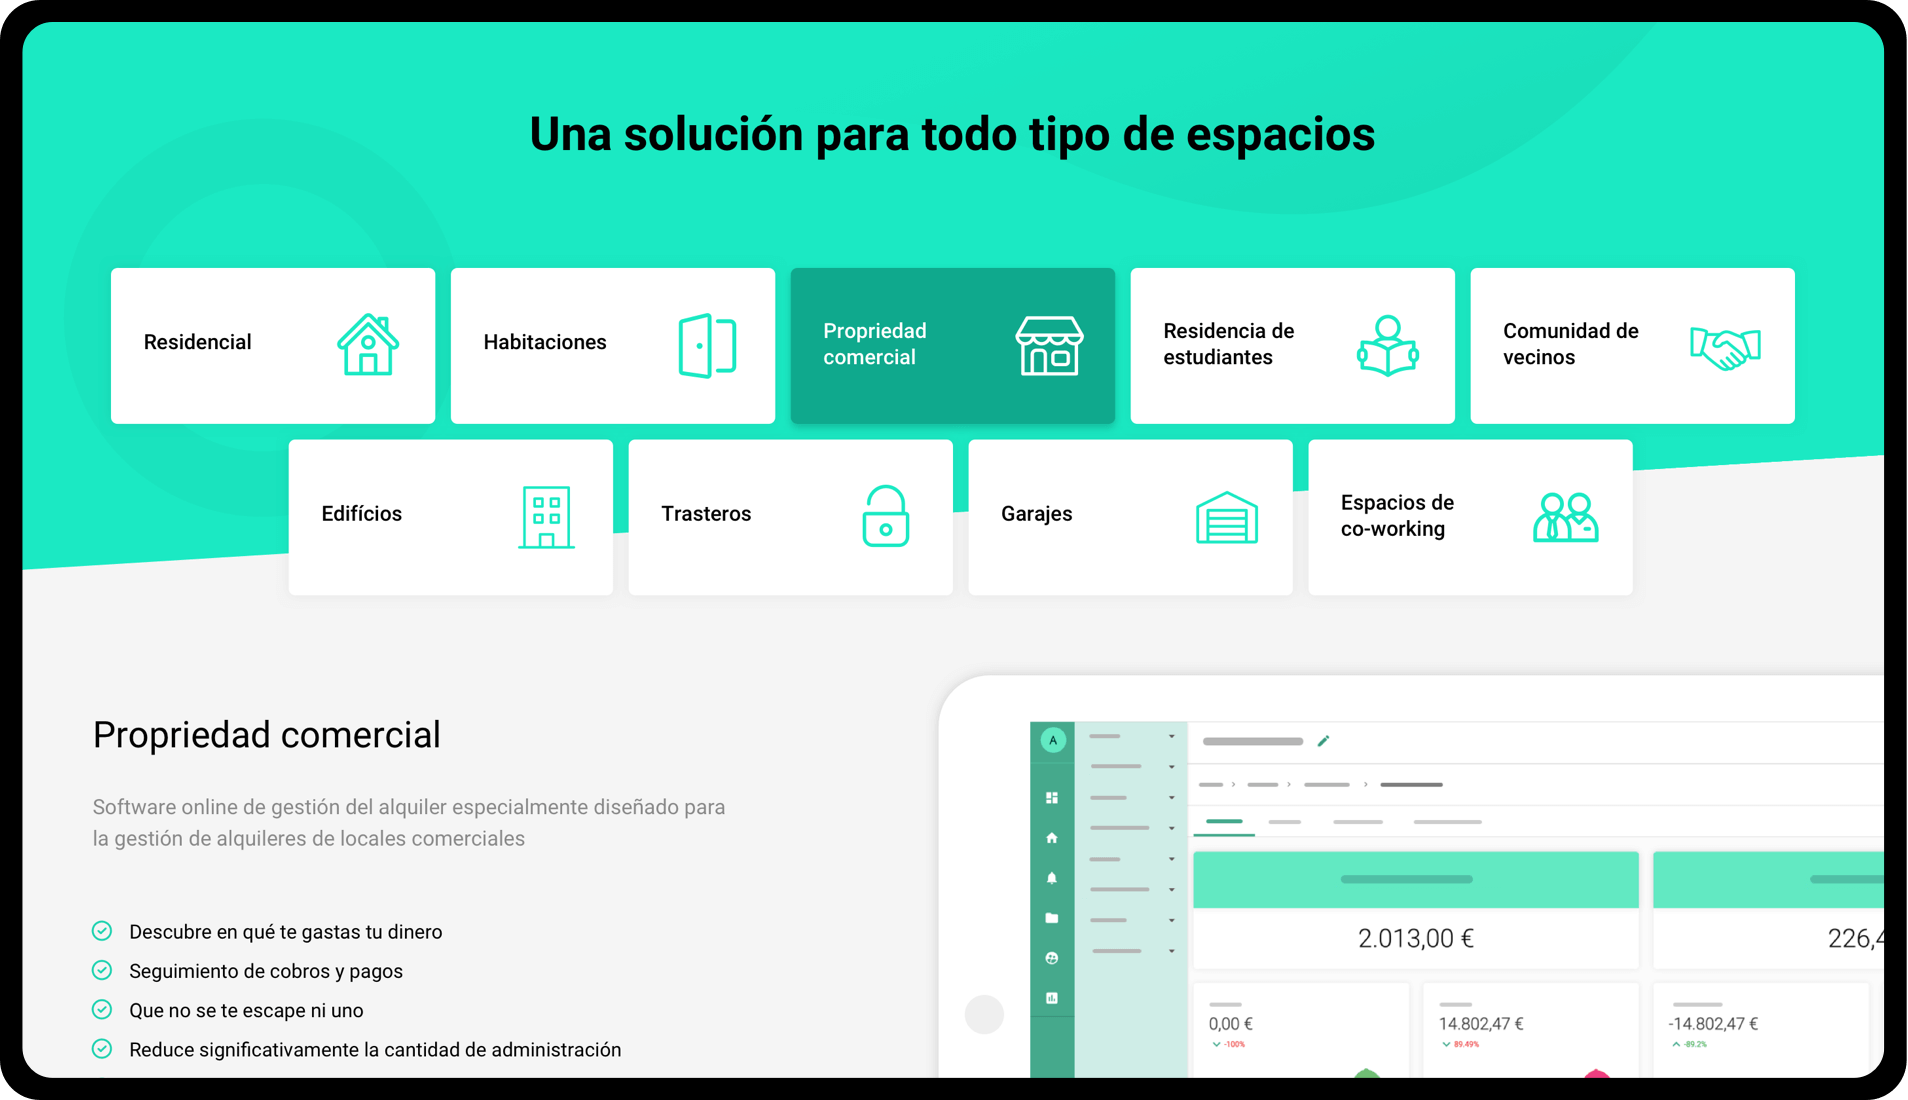 Una solución para todo tipo de espacios
Residencial
Habitaciones
Propriedad
comercial
Residencia de
estudiantes
Comunidad de
vecinos
Edifícios
Trasteros
Garajes
Espacios de
co-working
Propriedad comercial
Software online de gestión del alquiler especialmente diseñado para
la gestión de alquileres de locales comerciales
Descubre en qué te gastas tu dinero
Seguimiento de cobros y pagos
Que no se te escape ni uno
Reduce significativamente la cantidad de administración
A
2.013,00 €
226,4
0,00 €
-100%
14.802,47 €
89.49%
-14.802,47 €
-89.2%